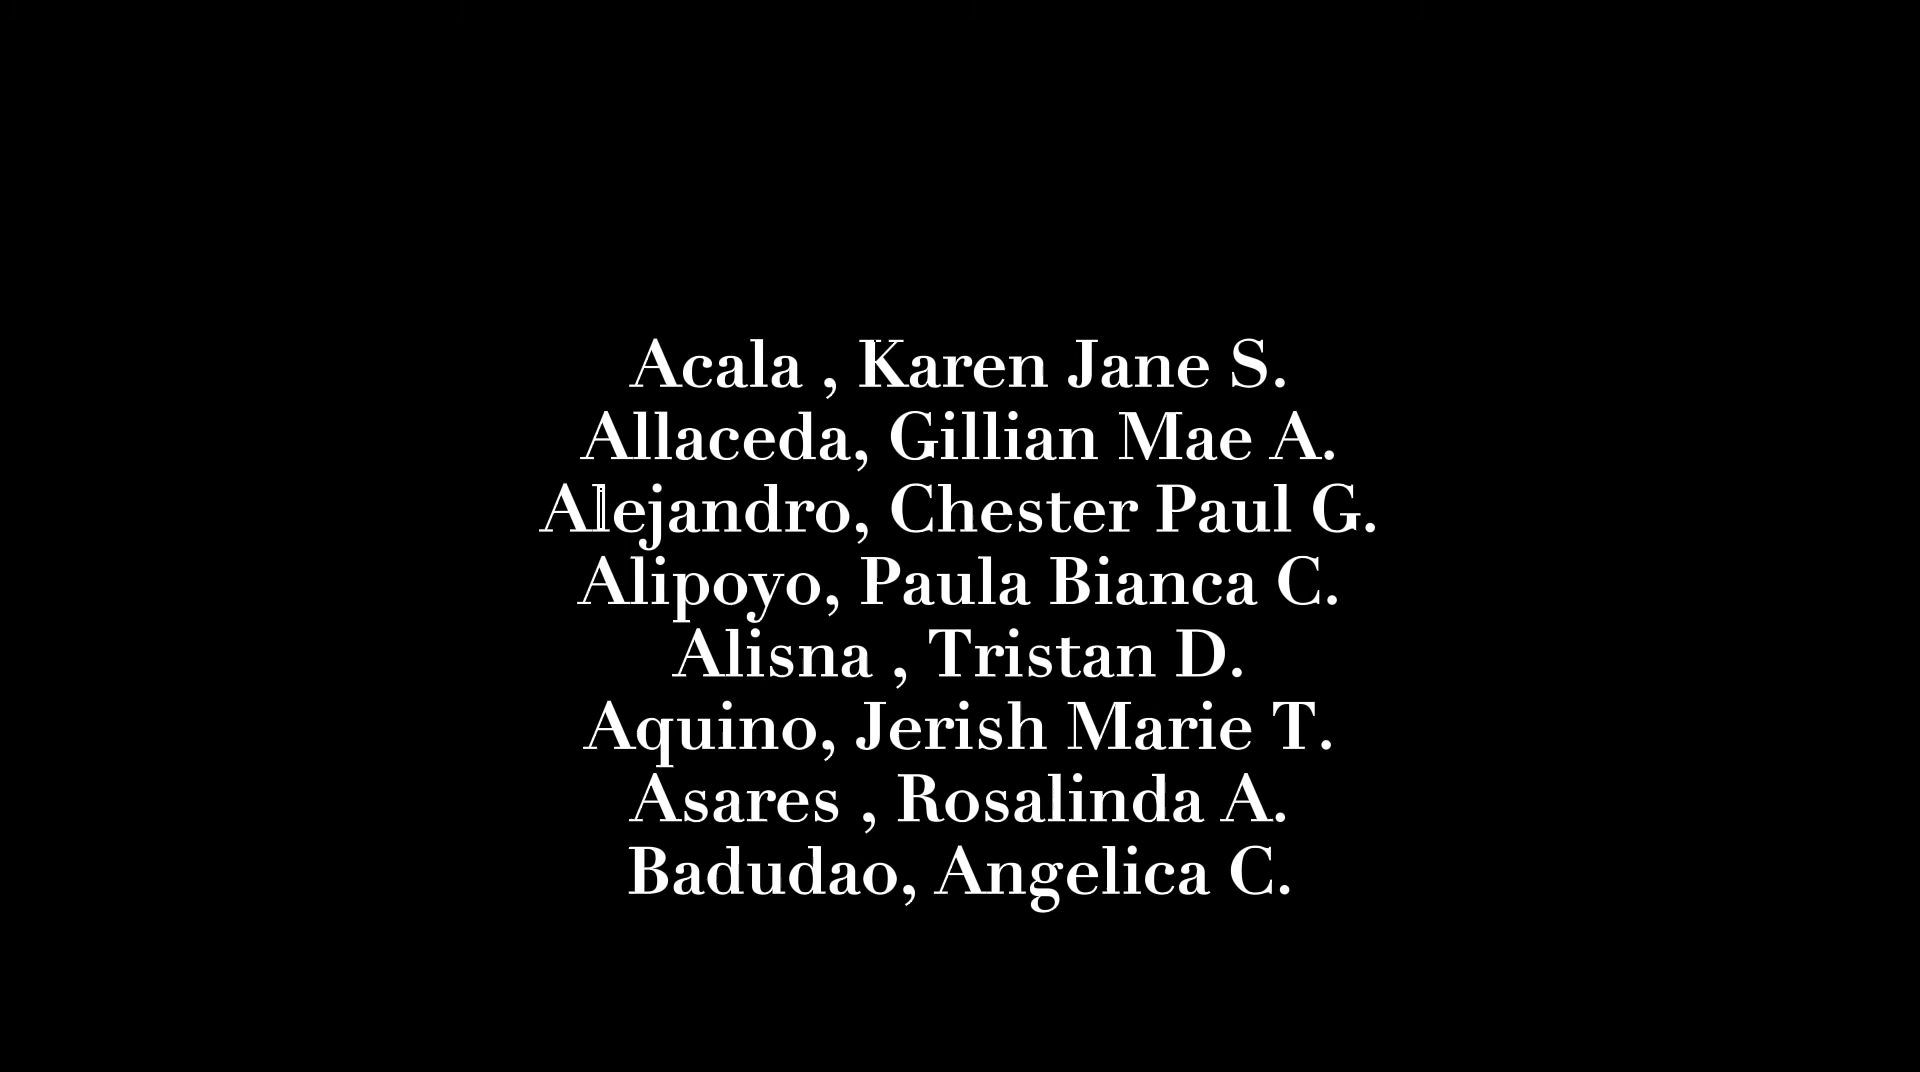 Acala , Karen Jane S.
Allaceda, Gillian Mae A.
Alejandro, Chester Paul G.
Alipoyo, Paula Bianca C.
Alisna , Tristan D.
Aquino, Jerish Marie T.
Asares , Rosalinda A.
Badudao, Angelica C.